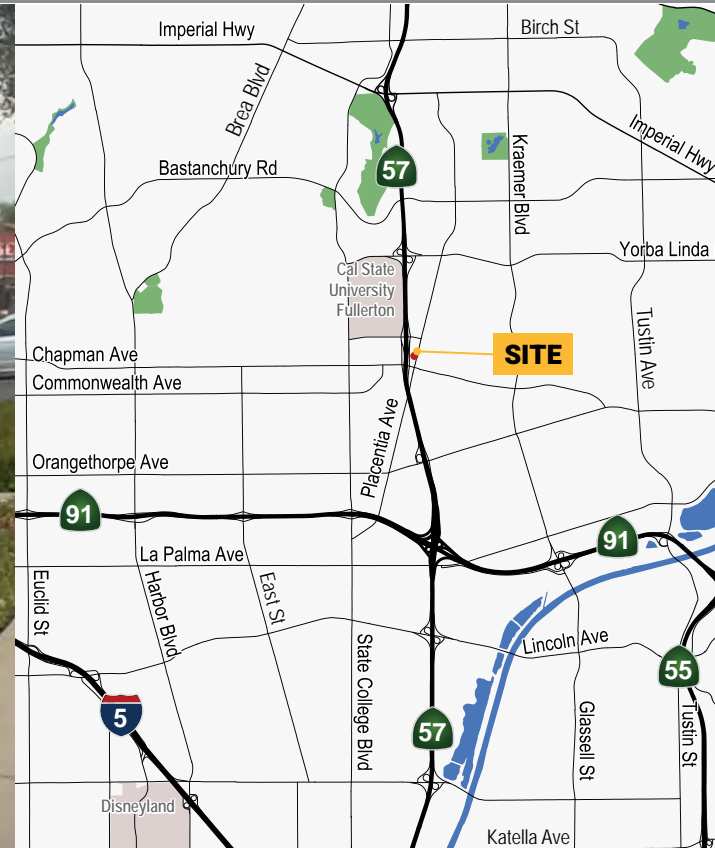 Imperial Hwy
Birch St
Brea Blvd
Imperial Hwy
Kraemer Blvd
57
Bastanchury Rd
Yorba Linda
Cal State
University
Fullerton
Tustin Ave
SITE
Chapman Ave
Commonwealth Ave
Placentia Ave
Orangethorpe Ave
91
91
La Palma Ave
Euclid St
Harbor Blvd
East St
State College Blvd
Lincoln Ave
55
5
57
Glassell St
Tustin St
Disneyland
Katella Ave